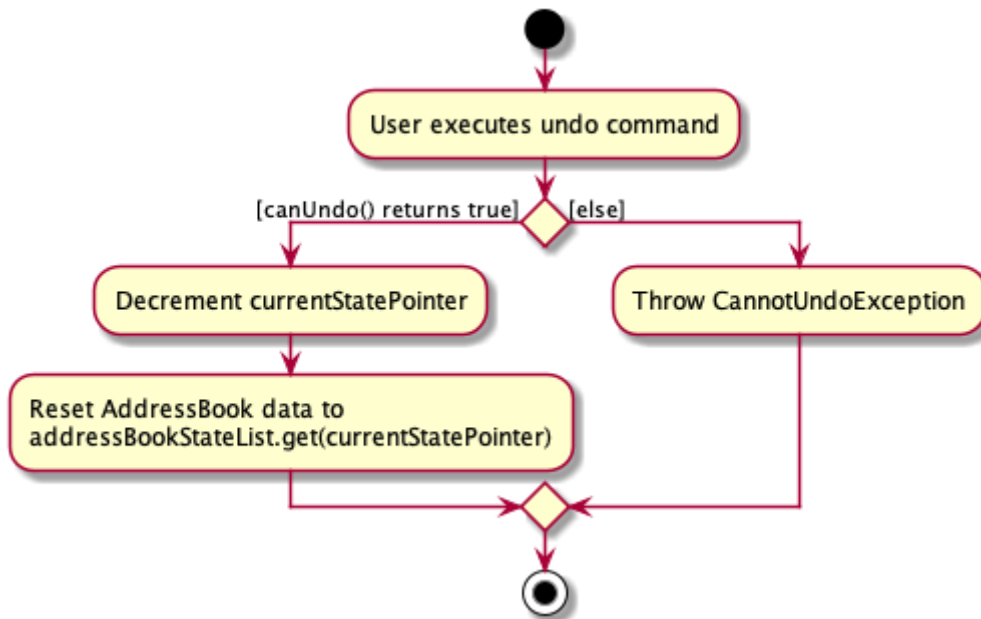 User executes undo command
[canUndo() returns true]
[else]
Decrement currentStatePointer
Throw CannotUndoException
Reset AddressBook data to
addressBookStateList.get(currentStatePointer)